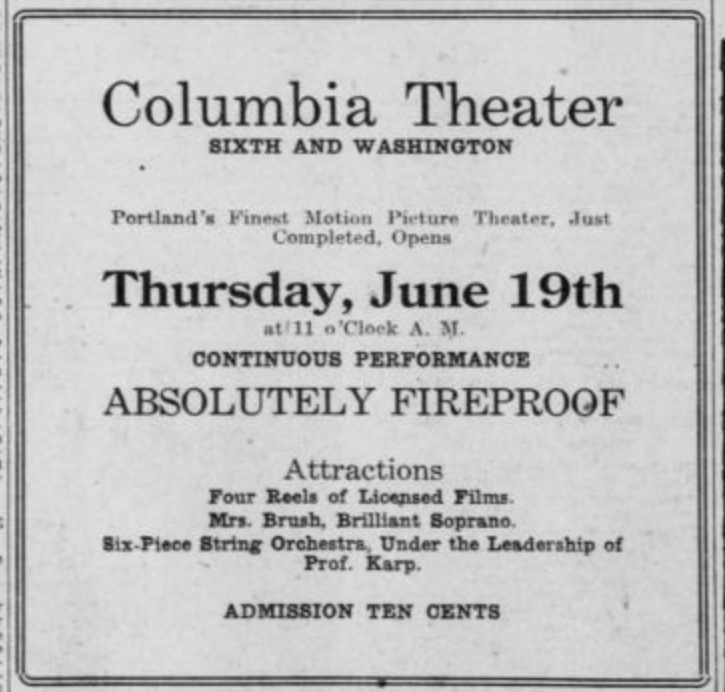 Columbia Theater
SIXTH AND WASHINGTON
Portland's Finest Motion Picture Theater, Just
Completed, Opens
Thursday, June 19th
at 11 o'Clock A. M.
CONTINUOUS PERFORMANCE
ABSOLUTELY FIREPROOF
Attractions
Four Reels of Licensed Films.
Mrs. Brush, Brilliant Soprano.
Six-Piece String Orchestra, Under the Leadership of
Prof. Karp.
ADMISSION TEN CENTS